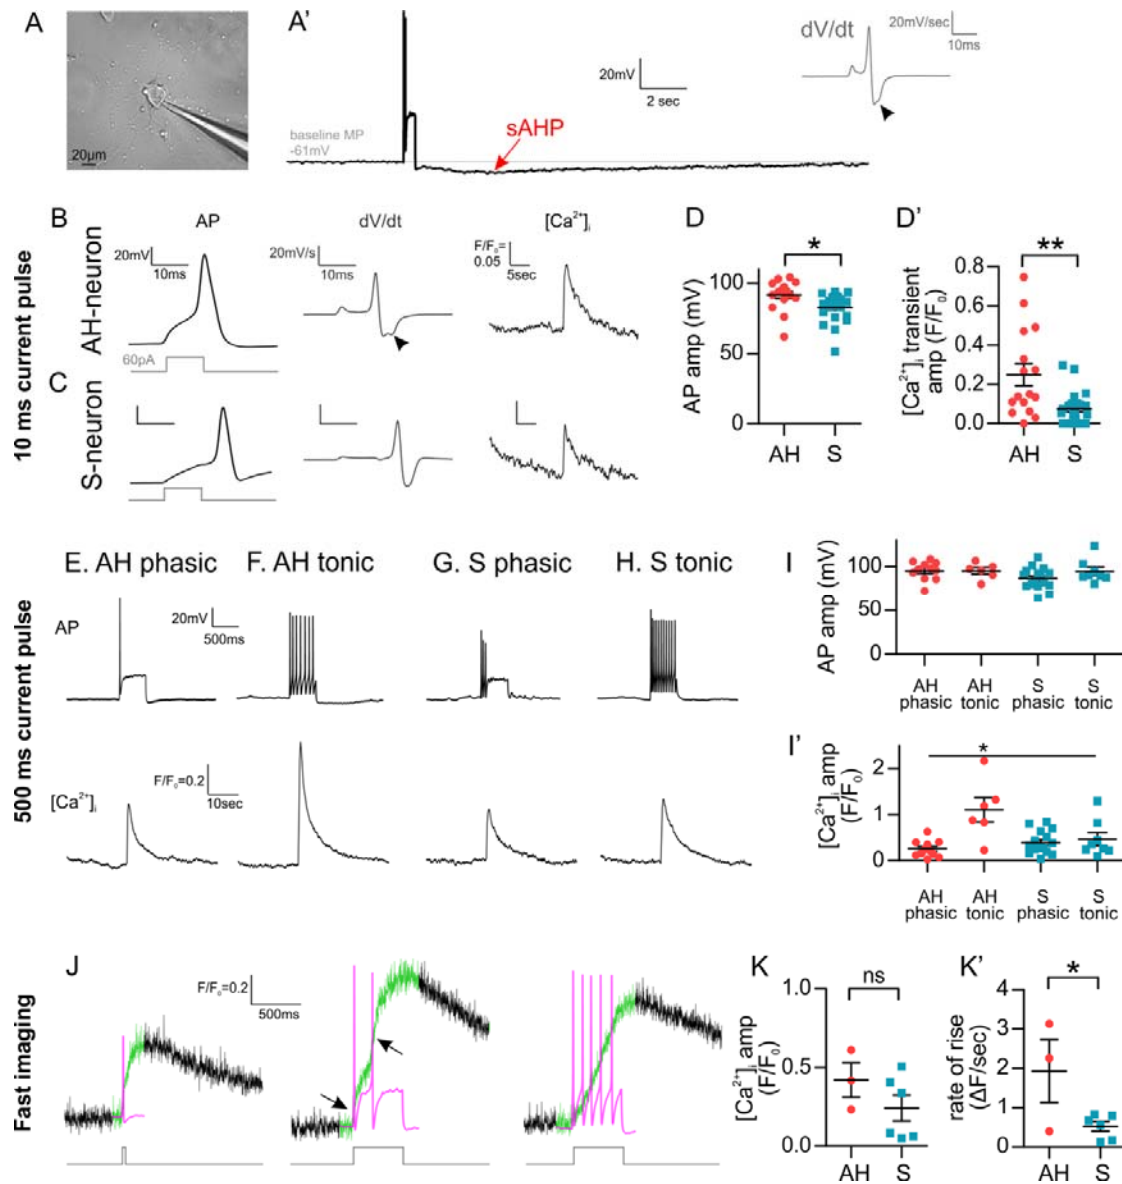 A
20μm
A'
baseline MP
-61mV
sAHP
20mV
2 sec
dV/dt
20mV/sec
10ms
10 ms current pulse
B
AH-neuron
AP
20mV
10ms
60pA
dV/dt
20mV/s
10ms
[Ca²⁺]ᵢ
F/F₀=
0.05
5sec
C
S-neuron
D
*
AP amp (mV)
100
50
0
AH
S
D'
**
[Ca²⁺]ᵢ transient
amp (F/F₀)
0.8
0.6
0.4
0.2
0.0
AH
S
500 ms current pulse
E. AH phasic
F. AH tonic
G. S phasic
H. S tonic
AP
20mV
500ms
[Ca²⁺]ᵢ
F/F₀=0.2
10sec
I
AP amp (mV)
100
50
0
AH
phasic
AH
tonic
S
phasic
S
tonic
I'
*
[Ca²⁺]ᵢ amp
(F/F₀)
2
1
0
AH
phasic
AH
tonic
S
phasic
S
tonic
Fast imaging
J
F/F₀=0.2
500ms
K
ns
[Ca²⁺]ᵢ amp
(F/F₀)
1.0
0.5
0.0
AH
S
K'
*
rate of rise
(ΔF/sec)
4
3
2
1
0
AH
S